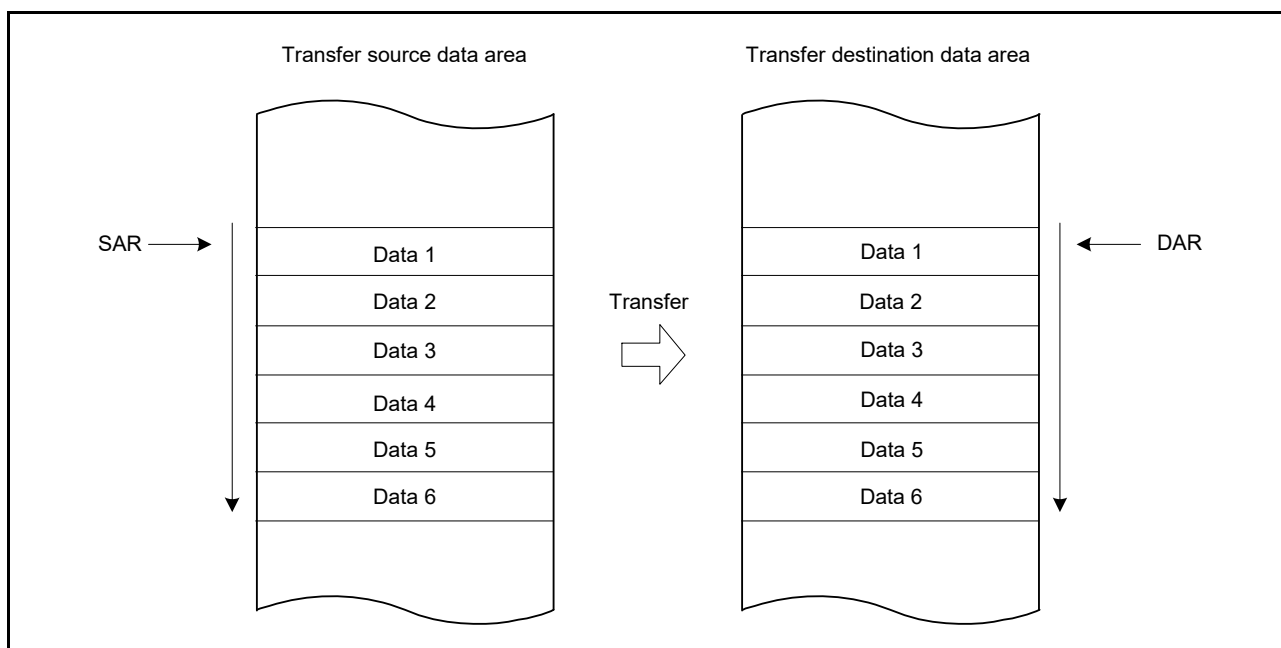 Transfer source data area
Transfer destination data area
SAR
Data 1
Data 2
Data 3
Data 4
Data 5
Data 6
Transfer
Data 1
Data 2
Data 3
Data 4
Data 5
Data 6
DAR